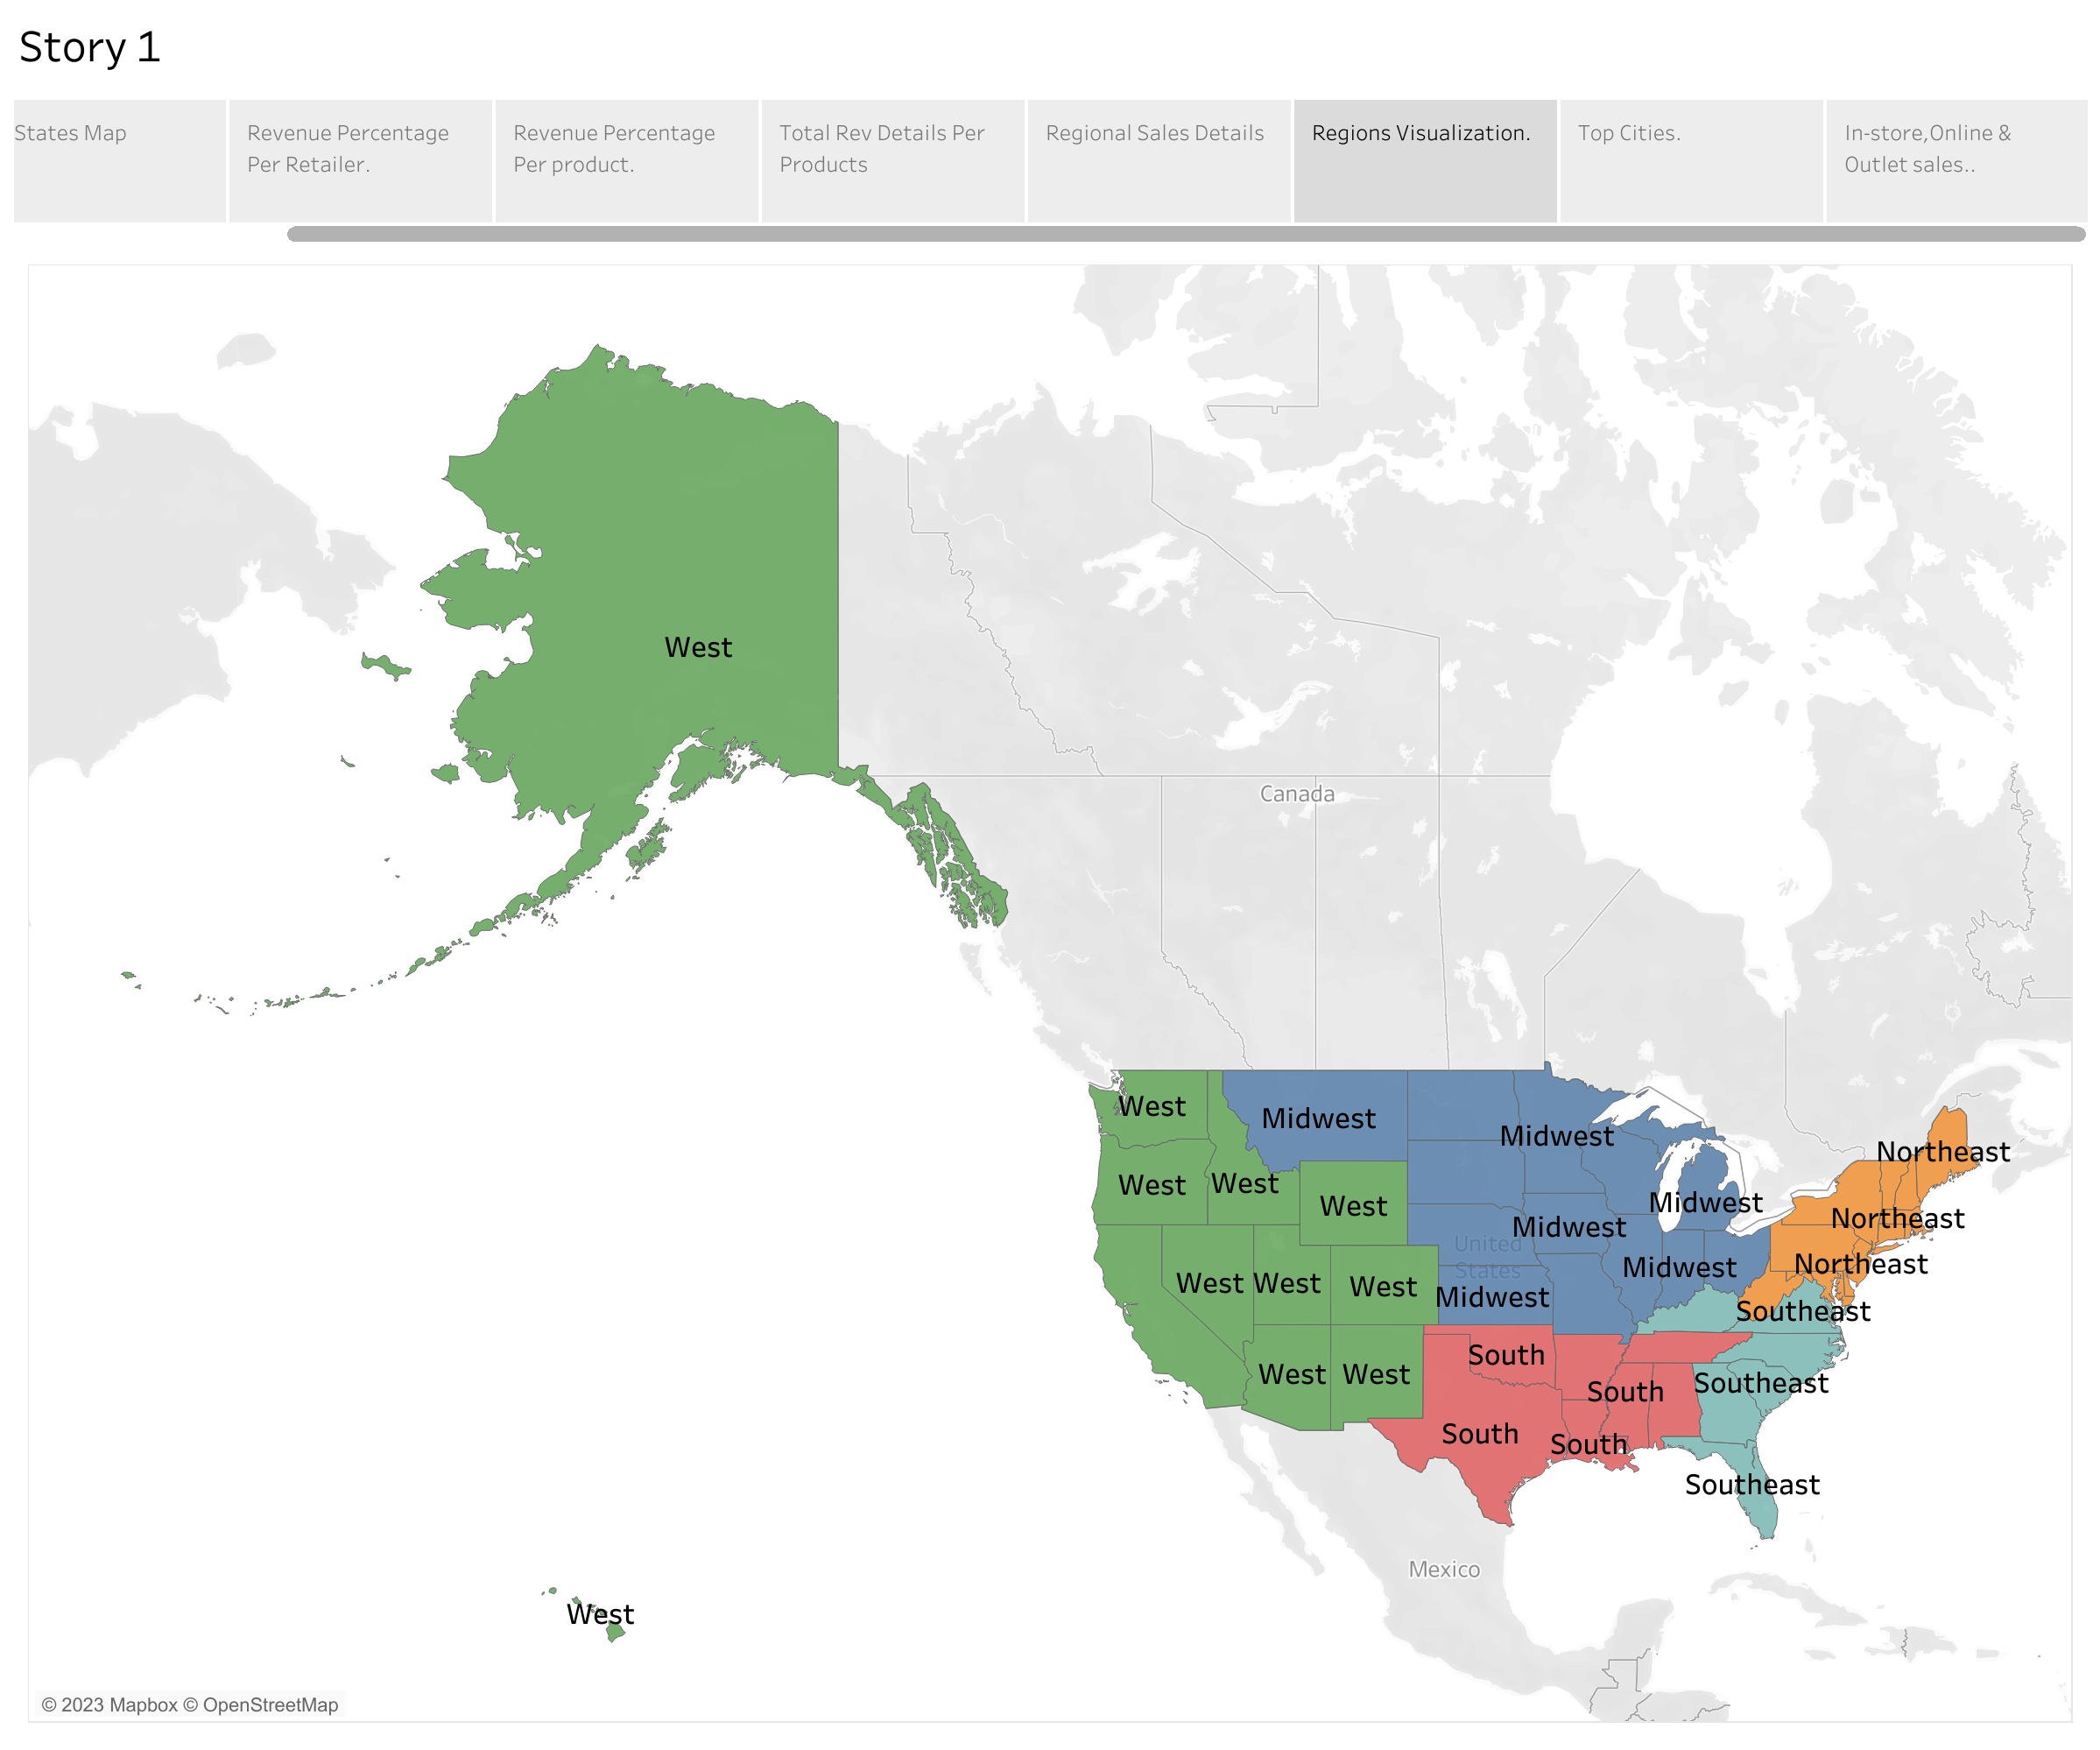 Story 1
States Map
Revenue Percentage
Per Retailer.
Revenue Percentage
Per product.
Total Rev Details Per
Products
Regional Sales Details
Regions Visualization.
Top Cities.
In-store,Online &
Outlet sales..
West
Canada
West
Midwest
Midwest
Northeast
West
West
West
Midwest
Northeast
Midwest
United
States
Northeast
Midwest
West
West
West
Midwest
Southeast
South
West
West
South
Southeast
South
South
Southeast
Mexico
West
© 2023 Mapbox © OpenStreetMap